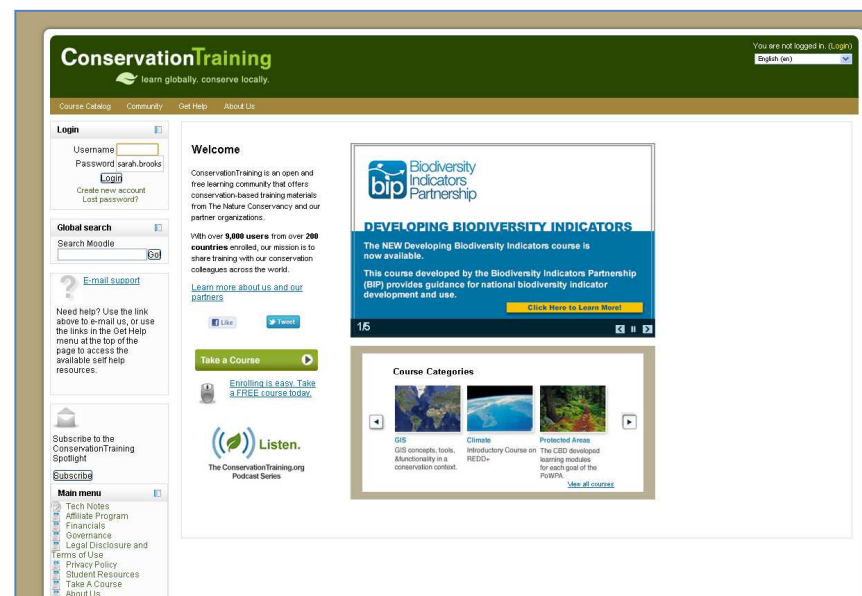 ConservationTraining
learn globally. conserve locally.
You are not logged in. (Login)
English (en)
Course Catalog Community Get Help About Us
Login
Username
Password sarah.brooks
Login
Create new account
Lost password?
Global search
Search Moodle
Go!
E-mail support
Need help? Use the link
above to e-mail us, or use
the links in the Get Help
menu at the top of the
page to access the
available self help
resources.
Subscribe to the
ConservationTraining
Spotlight
Subscribe
Main menu
Tech Notes
Affiliate Program
Financials
Governance
Legal Disclosure and
Terms of Use
Privacy Policy
Student Resources
Take A Course
About Us
Welcome
ConservationTraining is an open and
free learning community that offers
conservation-based training materials
from The Nature Conservancy and our
partner organizations.
With over 9,000 users from over 200
countries enrolled, our mission is to
share training with our conservation
colleagues across the world.
Learn more about us and our
partners
Like Tweet
Take a Course
Enrolling is easy. Take
a FREE course today.
Listen.
The ConservationTraining.org
Podcast Series
bip Biodiversity
Indicators
Partnership
DEVELOPING BIODIVERSITY INDICATORS
The NEW Developing Biodiversity Indicators course is
now available.
This course developed by the Biodiversity Indicators Partnership
(BIP) provides guidance for national biodiversity indicator
development and use.
Click Here to Learn More!
1/5
Course Categories
GIS
GIS concepts, tools,
&functionality in a
conservation context.
Climate
Introductory Course on
REDD+
Protected Areas
The CBD developed
learning modules
for each goal of the
PoWPA.
View all courses